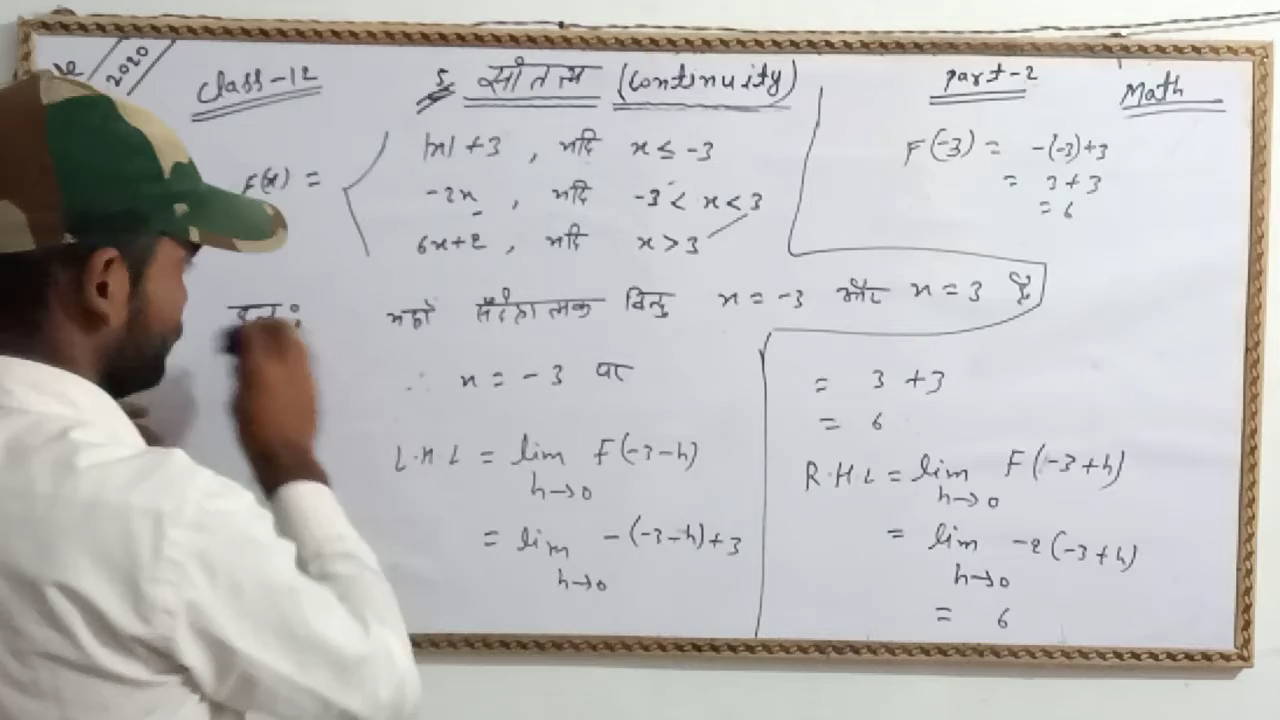 2020
Class-12
5. सांतत्य (Continuity)
Part-2
Math
F(x) =
|x| + 3 , यदि x ≤ -3
-2x , यदि -3 < x < 3
6x+2 , यदि x > 3
F(-3) = -(-3)+3
= 3+3
= 6
हल :
यहाँ संदेहात्मक बिन्दु x = -3 और x = 3 है
∴ x = -3 पर
L.H.L = lim F(-3-h)
h→0
= lim -(-3-h)+3
h→0
= 3 +3
= 6
R.H.L = lim F(-3+h)
h→0
= lim -2(-3+h)
h→0
= 6